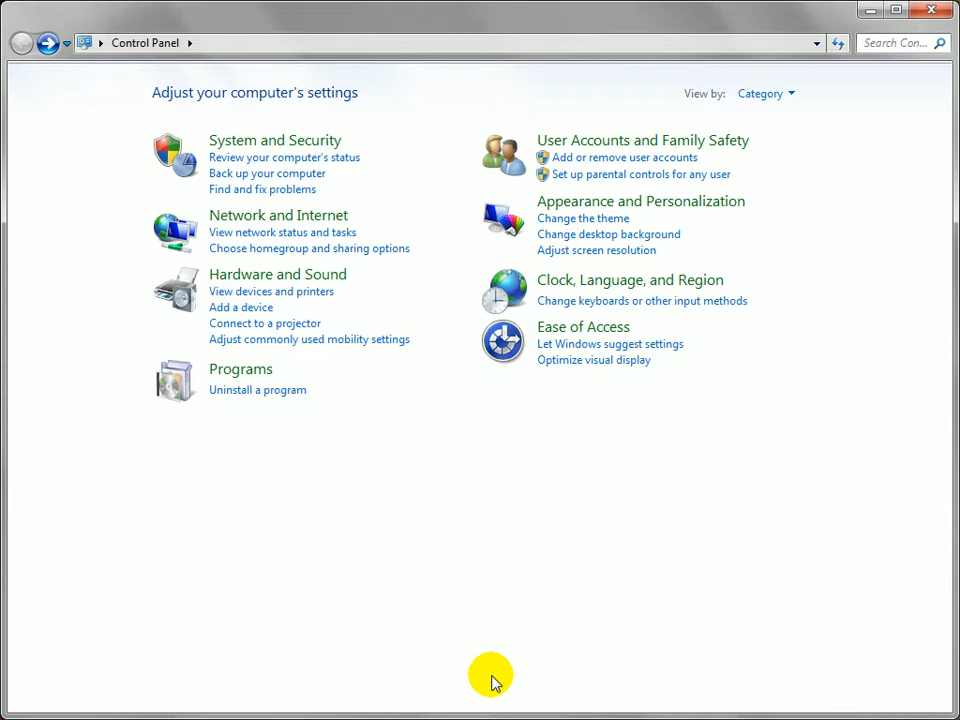 Control Panel
Search Con...
Adjust your computer's settings
View by: Category
System and Security
Review your computer's status
Back up your computer
Find and fix problems
Network and Internet
View network status and tasks
Choose homegroup and sharing options
Hardware and Sound
View devices and printers
Add a device
Connect to a projector
Adjust commonly used mobility settings
Programs
Uninstall a program
User Accounts and Family Safety
Add or remove user accounts
Set up parental controls for any user
Appearance and Personalization
Change the theme
Change desktop background
Adjust screen resolution
Clock, Language, and Region
Change keyboards or other input methods
Ease of Access
Let Windows suggest settings
Optimize visual display